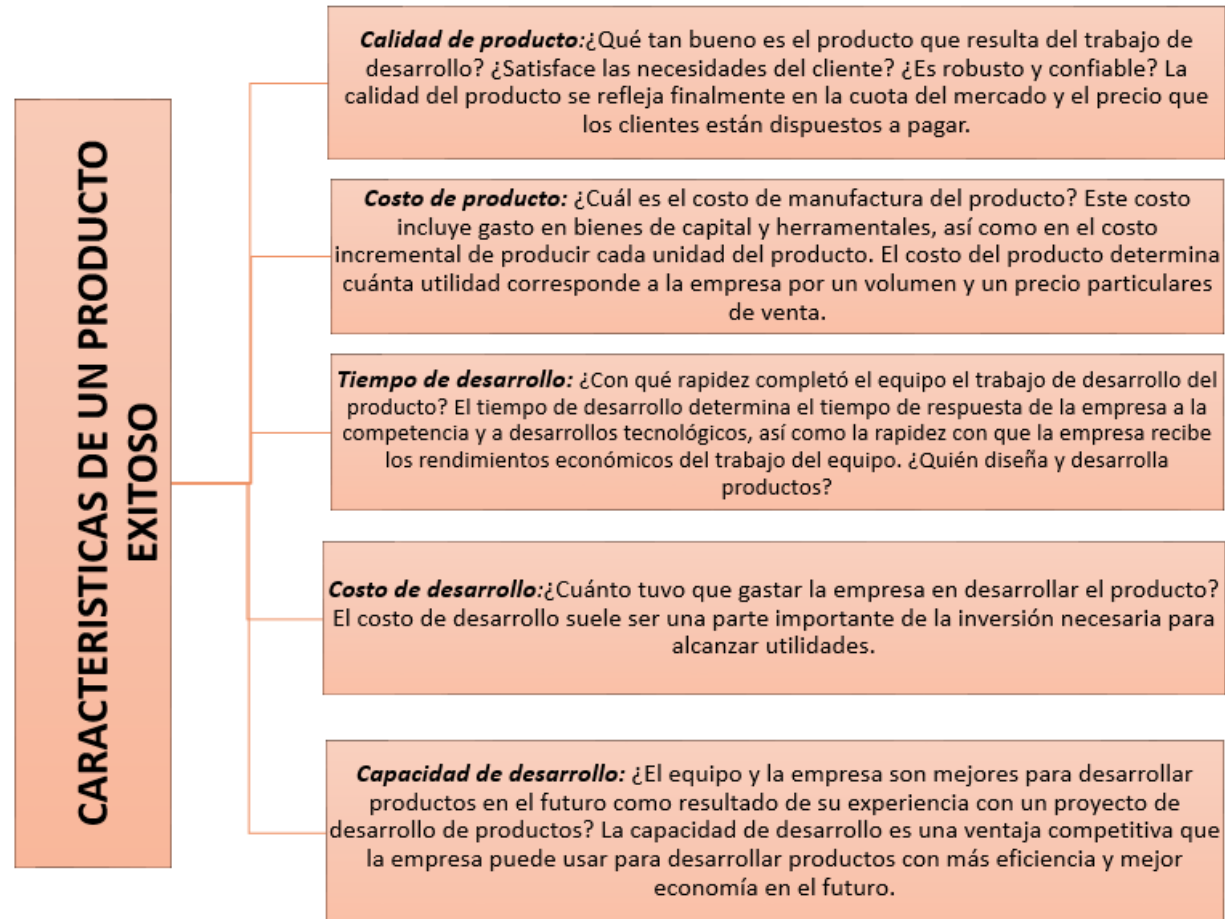 CARACTERISTICAS DE UN PRODUCTO
EXITOSO
Calidad de producto:¿Qué tan bueno es el producto que resulta del trabajo de
desarrollo? ¿Satisface las necesidades del cliente? ¿Es robusto y confiable? La
calidad del producto se refleja finalmente en la cuota del mercado y el precio que
los clientes están dispuestos a pagar.
Costo de producto: ¿Cuál es el costo de manufactura del producto? Este costo
incluye gasto en bienes de capital y herramentales, así como en el costo
incremental de producir cada unidad del producto. El costo del producto determina
cuánta utilidad corresponde a la empresa por un volumen y un precio particulares
de venta.
Tiempo de desarrollo: ¿Con qué rapidez completó el equipo el trabajo de desarrollo del
producto? El tiempo de desarrollo determina el tiempo de respuesta de la empresa a la
competencia y a desarrollos tecnológicos, así como la rapidez con que la empresa recibe
los rendimientos económicos del trabajo del equipo. ¿Quién diseña y desarrolla
productos?
Costo de desarrollo:¿Cuánto tuvo que gastar la empresa en desarrollar el producto?
El costo de desarrollo suele ser una parte importante de la inversión necesaria para
alcanzar utilidades.
Capacidad de desarrollo: ¿El equipo y la empresa son mejores para desarrollar
productos en el futuro como resultado de su experiencia con un proyecto de
desarrollo de productos? La capacidad de desarrollo es una ventaja competitiva que
la empresa puede usar para desarrollar productos con más eficiencia y mejor
economía en el futuro.